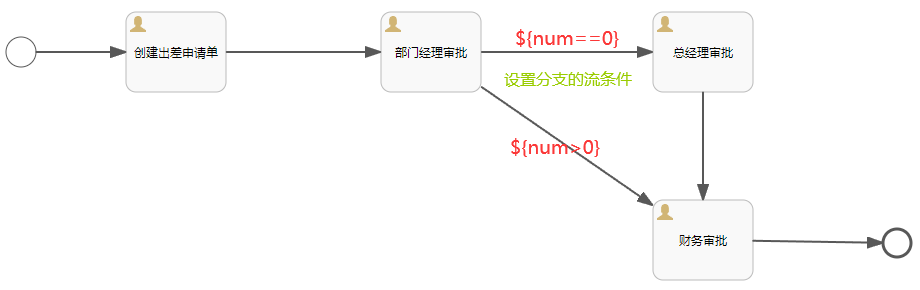 创建出差申请单
部门经理审批
${num==0}
总经理审批
设置分支的流条件
${num>0}
财务审批